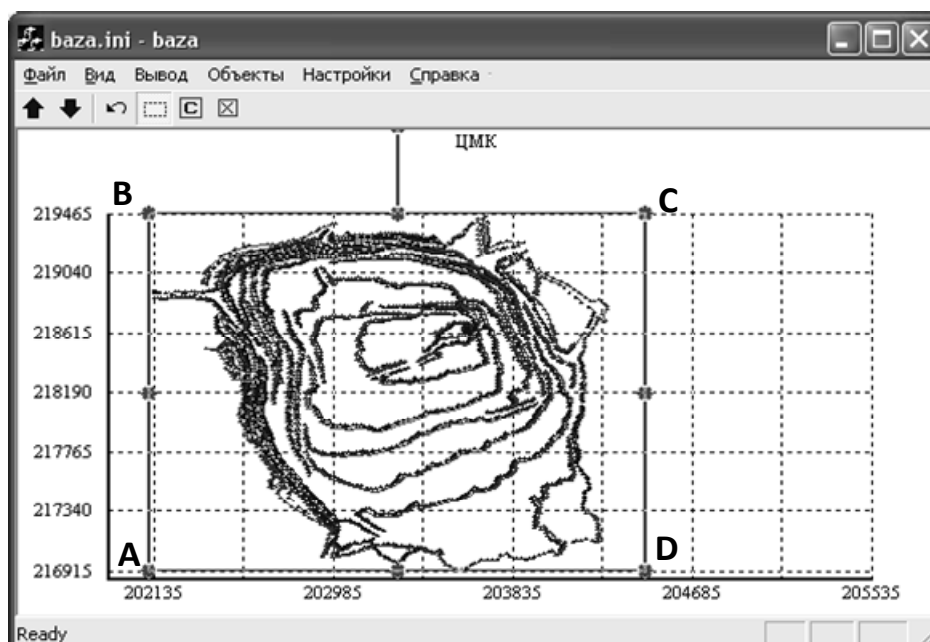 baza.ini - baza
Файл Вид Вывод Объекты Настройки Справка
C
ЦМК
B
C
219465
219040
218615
218190
217765
217340
216915
A
D
202135 202985 203835 204685 205535
Ready